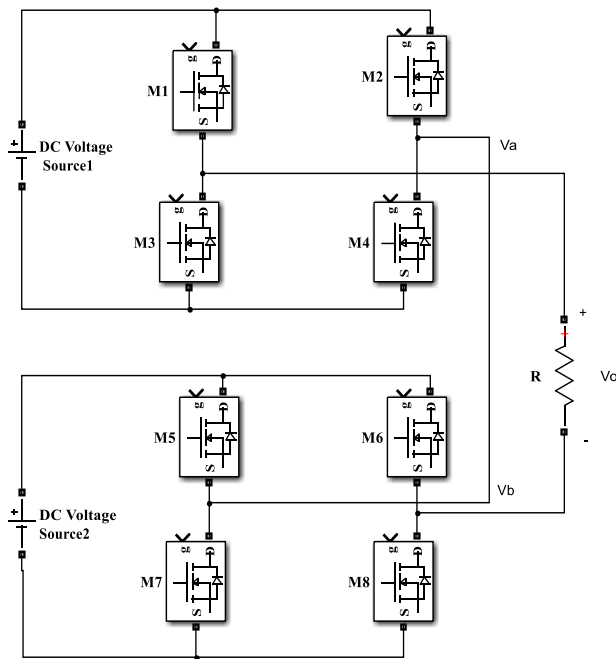 M1
g
D
S
M2
g
D
S
Va
+
DC Voltage
Source1
M3
g
D
S
M4
g
D
S
+
+
R
Vo
-
M5
g
D
S
M6
g
D
S
Vb
+
DC Voltage
Source2
M7
g
D
S
M8
g
D
S